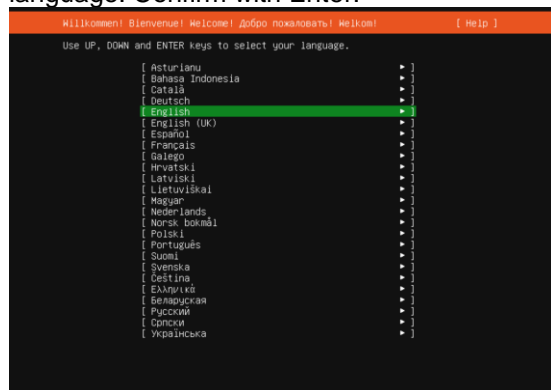 language. Confirm with Enter.
Willkommen! Bienvenue! Welcome! Добро пожаловать! Welkom! [ Help ]
Use UP, DOWN and ENTER keys to select your language.
[ Asturianu ► ]
[ Bahasa Indonesia ► ]
[ Català ► ]
[ Deutsch ► ]
[ English ► ]
[ English (UK) ► ]
[ Español ► ]
[ Français ► ]
[ Galego ► ]
[ Hrvatski ► ]
[ Latviski ► ]
[ Lietuviškai ► ]
[ Magyar ► ]
[ Nederlands ► ]
[ Norsk bokmål ► ]
[ Polski ► ]
[ Português ► ]
[ Suomi ► ]
[ Svenska ► ]
[ Čeština ► ]
[ Ελληνικά ► ]
[ Беларуская ► ]
[ Русский ► ]
[ Српски ► ]
[ Українська ► ]